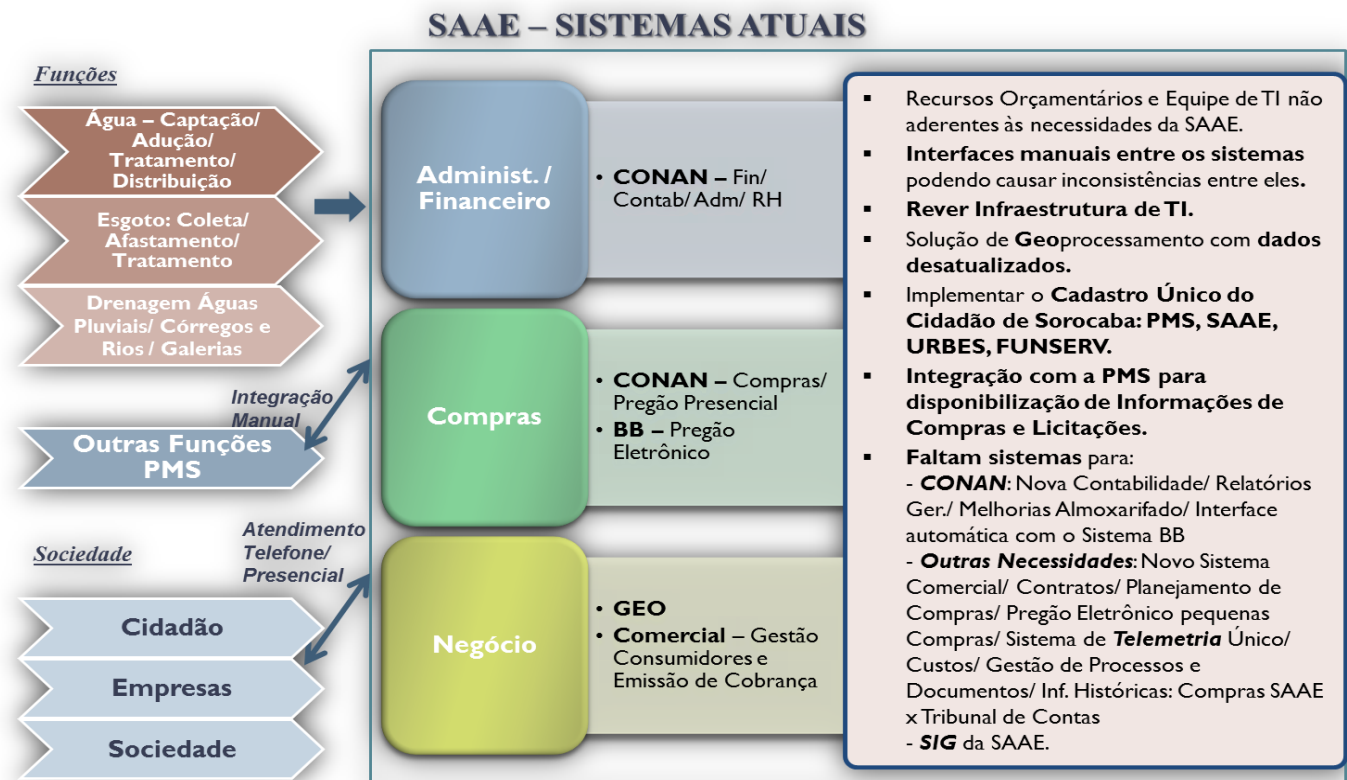 SAAE – SISTEMAS ATUAIS
Funções
Água – Captação/
Adução/
Tratamento/
Distribuição
Esgoto: Coleta/
Afastamento/
Tratamento
Drenagem Águas
Pluviais/ Córregos e
Rios / Galerias
Integração
Manual
Outras Funções
PMS
Atendimento
Telefone/
Presencial
Sociedade
Cidadão
Empresas
Sociedade
Administ. /
Financeiro
• CONAN – Fin/
Contab/ Adm/ RH
Compras
• CONAN – Compras/
Pregão Presencial
• BB – Pregão
Eletrônico
Negócio
• GEO
• Comercial – Gestão
Consumidores e
Emissão de Cobrança
▪ Recursos Orçamentários e Equipe de TI não
aderentes às necessidades da SAAE.
▪ Interfaces manuais entre os sistemas
podendo causar inconsistências entre eles.
▪ Rever Infraestrutura de TI.
▪ Solução de Geoprocessamento com dados
desatualizados.
▪ Implementar o Cadastro Único do
Cidadão de Sorocaba: PMS, SAAE,
URBES, FUNSERV.
▪ Integração com a PMS para
disponibilização de Informações de
Compras e Licitações.
▪ Faltam sistemas para:
- CONAN: Nova Contabilidade/ Relatórios
Ger./ Melhorias Almoxarifado/ Interface
automática com o Sistema BB
- Outras Necessidades: Novo Sistema
Comercial/ Contratos/ Planejamento de
Compras/ Pregão Eletrônico pequenas
Compras/ Sistema de Telemetria Único/
Custos/ Gestão de Processos e
Documentos/ Inf. Históricas: Compras SAAE
x Tribunal de Contas
- SIG da SAAE.